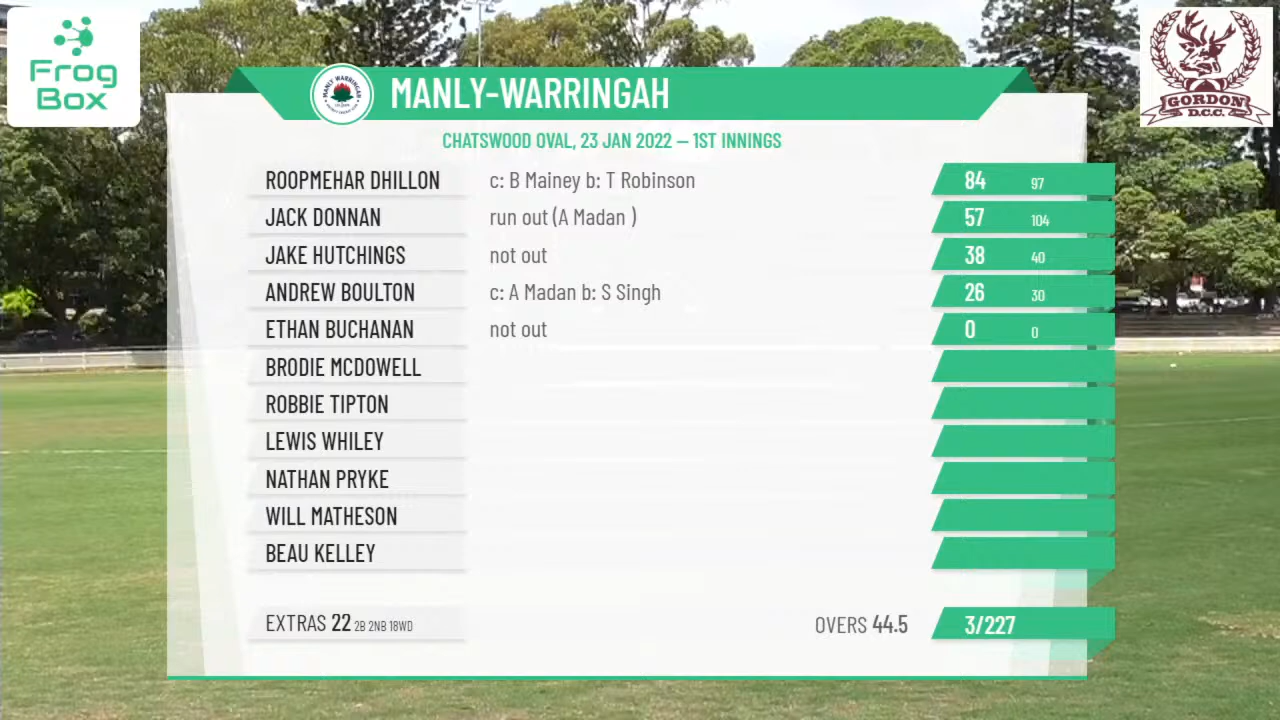 Frog
Box
MANLY WARRINGAH
MANLY-WARRINGAH
GORDON
D.C.C.
CHATSWOOD OVAL, 23 JAN 2022 – 1ST INNINGS
ROOPMEHAR DHILLON c: B Mainey b: T Robinson 84 97
JACK DONNAN run out (A Madan ) 57 104
JAKE HUTCHINGS not out 38 40
ANDREW BOULTON c: A Madan b: S Singh 26 30
ETHAN BUCHANAN not out 0 0
BRODIE MCDOWELL
ROBBIE TIPTON
LEWIS WHILEY
NATHAN PRYKE
WILL MATHESON
BEAU KELLEY
EXTRAS 22 2B 2NB 18WD OVERS 44.5 3/227